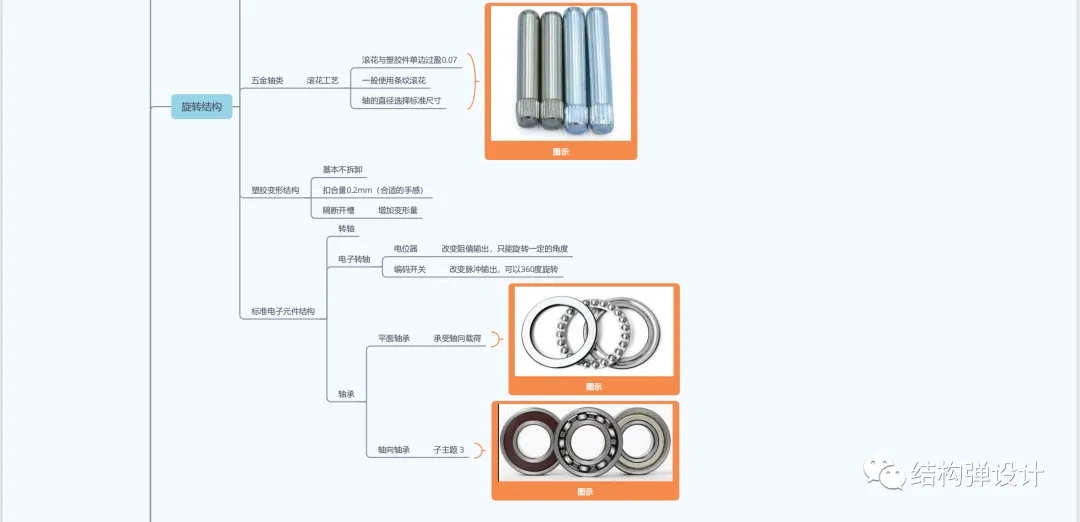 旋转结构
五金轴类
滚花工艺
滚花与塑胶件单边过盈0.07
一般使用条纹滚花
轴的直径选择标准尺寸
图示
塑胶变形结构
基本不拆卸
扣合量0.2mm（合适的手感）
隔断开槽
增加变形量
标准电子元件结构
转轴
电子转轴
电位器
改变阻值输出，只能旋转一定的角度
编码开关
改变脉冲输出，可以360度旋转
轴承
平面轴承
承受轴向载荷
图示
轴向轴承
子主题 3
图示
结构弹设计